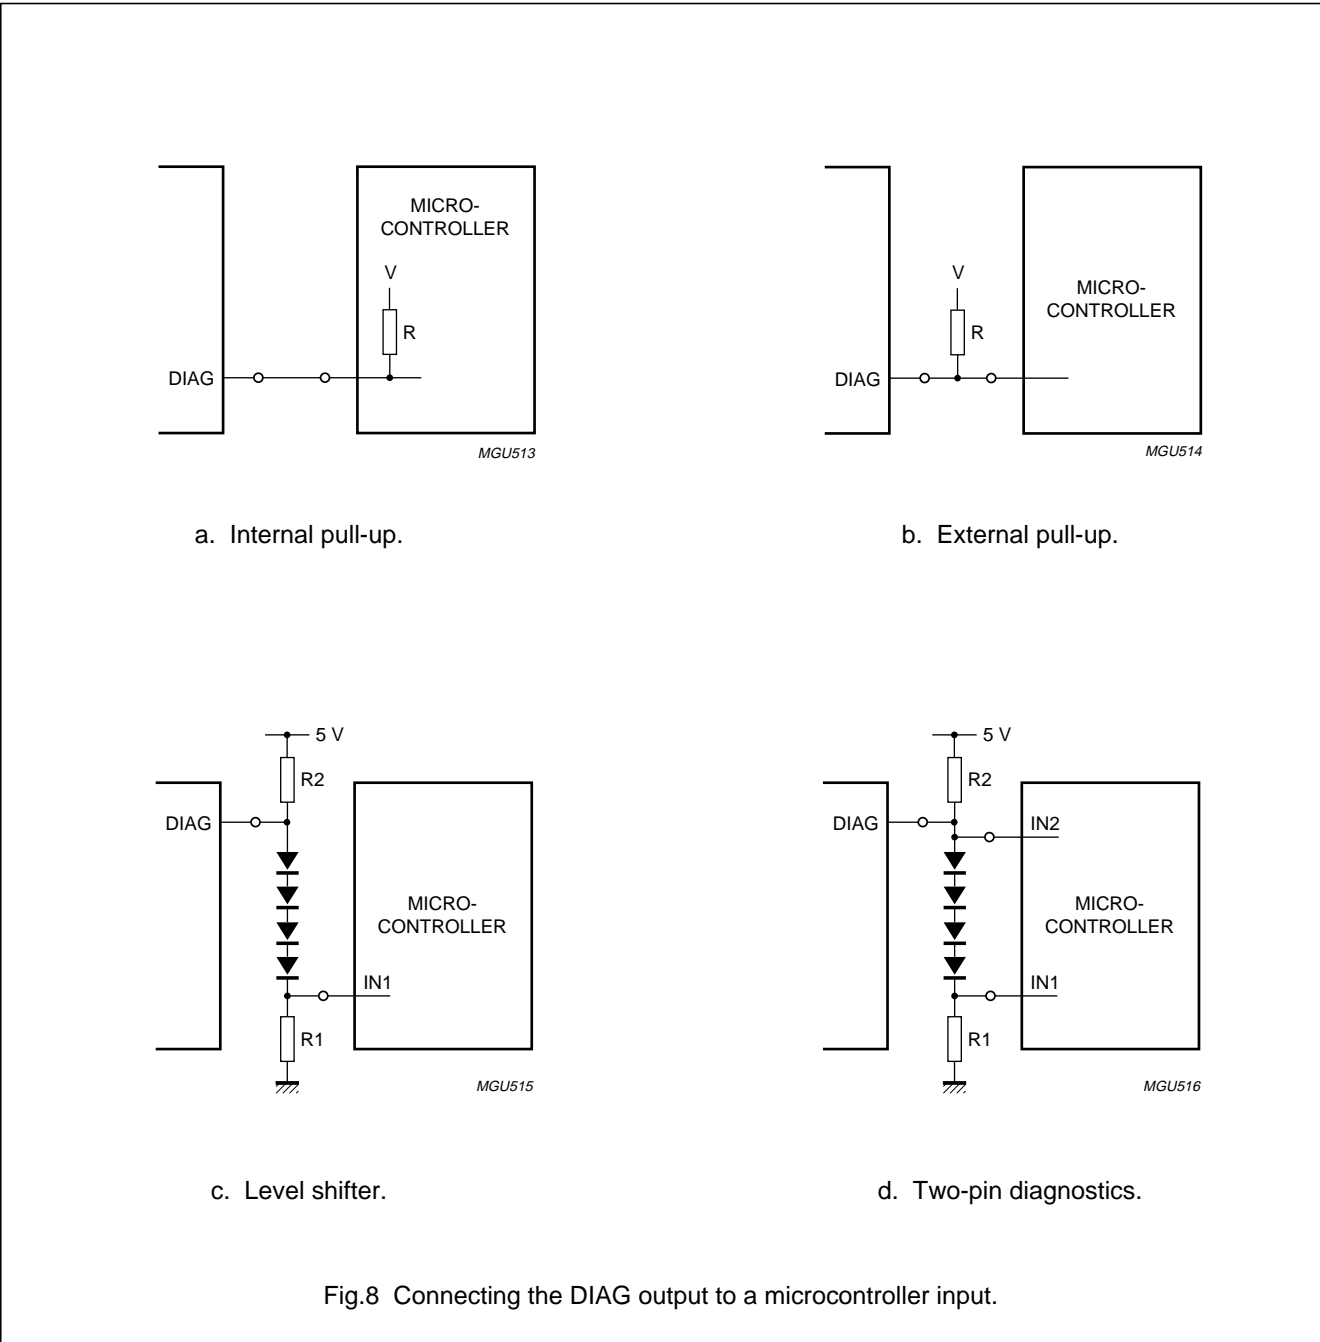 MICRO-
CONTROLLER
V
R
DIAG
MGU513
a. Internal pull-up.
V
R
MICRO-
CONTROLLER
DIAG
MGU514
b. External pull-up.
5 V
R2
DIAG
MICRO-
CONTROLLER
IN1
R1
MGU515
c. Level shifter.
5 V
R2
DIAG
IN2
MICRO-
CONTROLLER
IN1
R1
MGU516
d. Two-pin diagnostics.
Fig.8 Connecting the DIAG output to a microcontroller input.